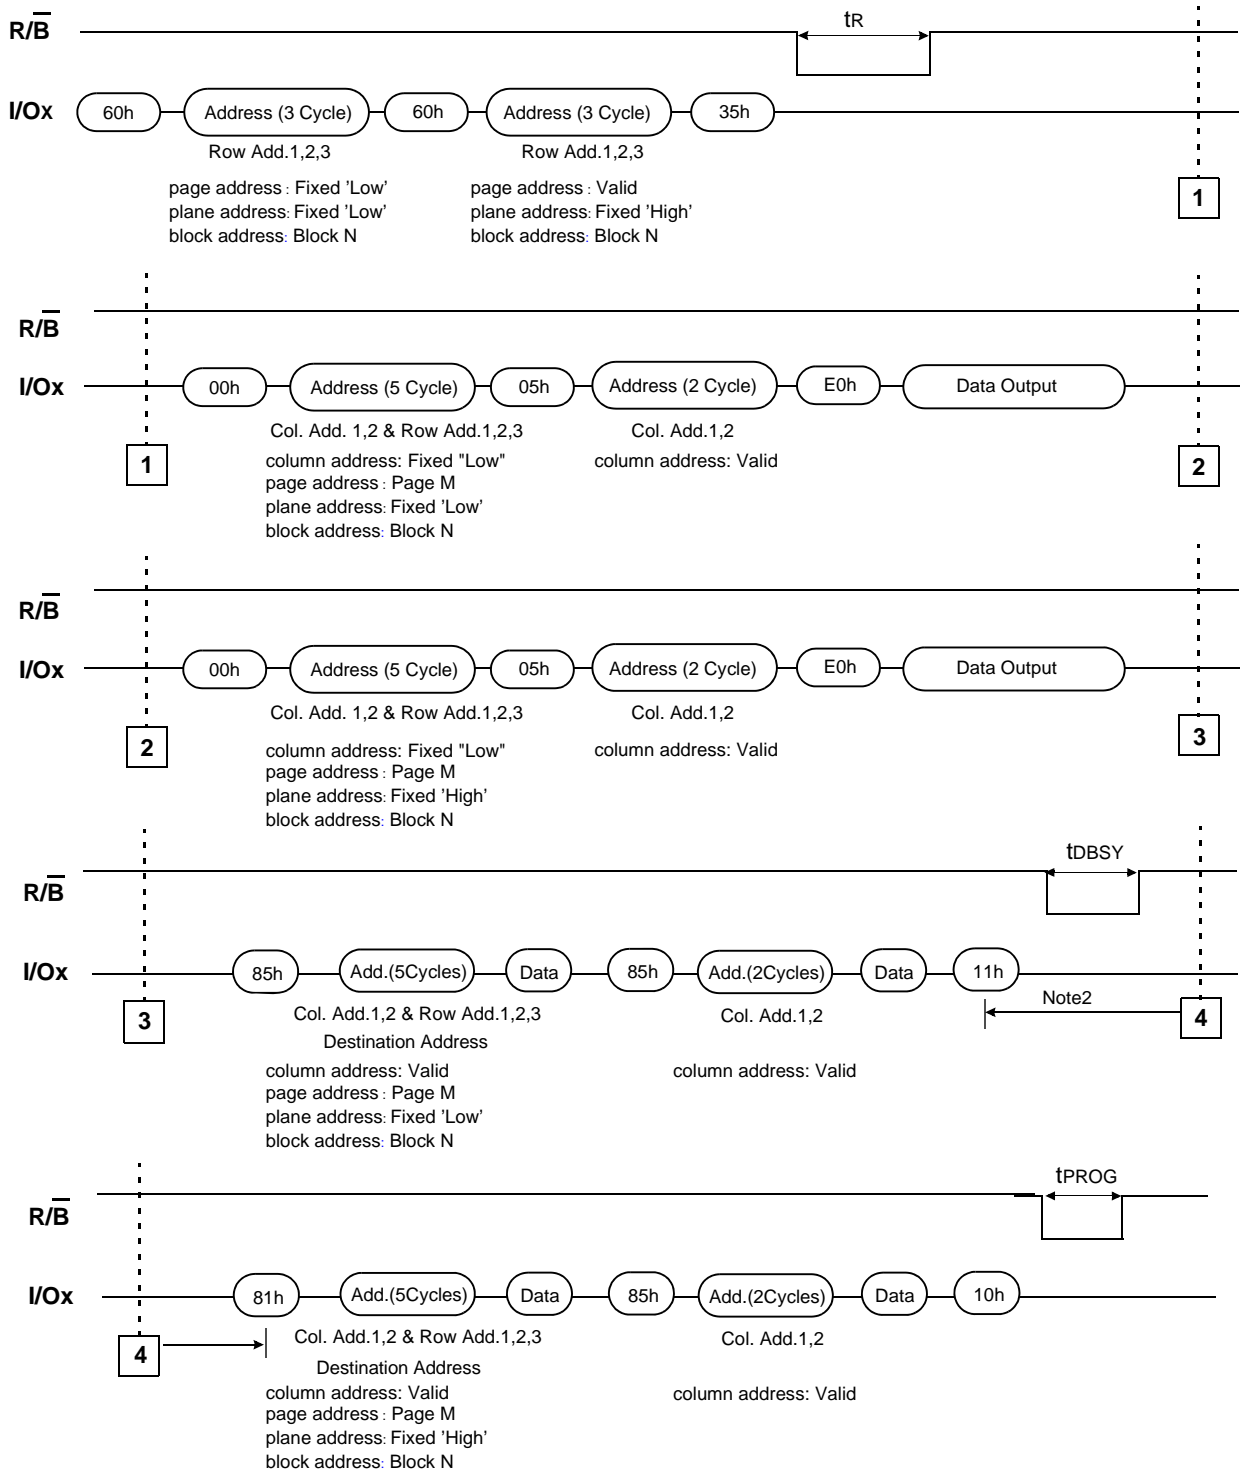 tR
R/B
I/Ox 60h Address (3 Cycle) 60h Address (3 Cycle) 35h
Row Add.1,2,3 Row Add.1,2,3
page address : Fixed 'Low' page address : Valid
plane address: Fixed 'Low' plane address: Fixed 'High'
block address: Block N block address: Block N
1
R/B
I/Ox 00h Address (5 Cycle) 05h Address (2 Cycle) E0h Data Output
Col. Add. 1,2 & Row Add.1,2,3 Col. Add.1,2
column address: Fixed "Low" column address: Valid
page address : Page M
plane address: Fixed 'Low'
block address: Block N
1 2
R/B
I/Ox 00h Address (5 Cycle) 05h Address (2 Cycle) E0h Data Output
Col. Add. 1,2 & Row Add.1,2,3 Col. Add.1,2
column address: Fixed "Low" column address: Valid
page address : Page M
plane address: Fixed 'High'
block address: Block N
2 3
tDBSY
R/B
I/Ox 85h Add.(5Cycles) Data 85h Add.(2Cycles) Data 11h
Note2
3 Col. Add.1,2 & Row Add.1,2,3 Col. Add.1,2 4
Destination Address
column address: Valid column address: Valid
page address : Page M
plane address: Fixed 'Low'
block address: Block N
tPROG
R/B
I/Ox 81h Add.(5Cycles) Data 85h Add.(2Cycles) Data 10h
4 Col. Add.1,2 & Row Add.1,2,3 Col. Add.1,2
Destination Address
column address: Valid column address: Valid
page address : Page M
plane address: Fixed 'High'
block address: Block N